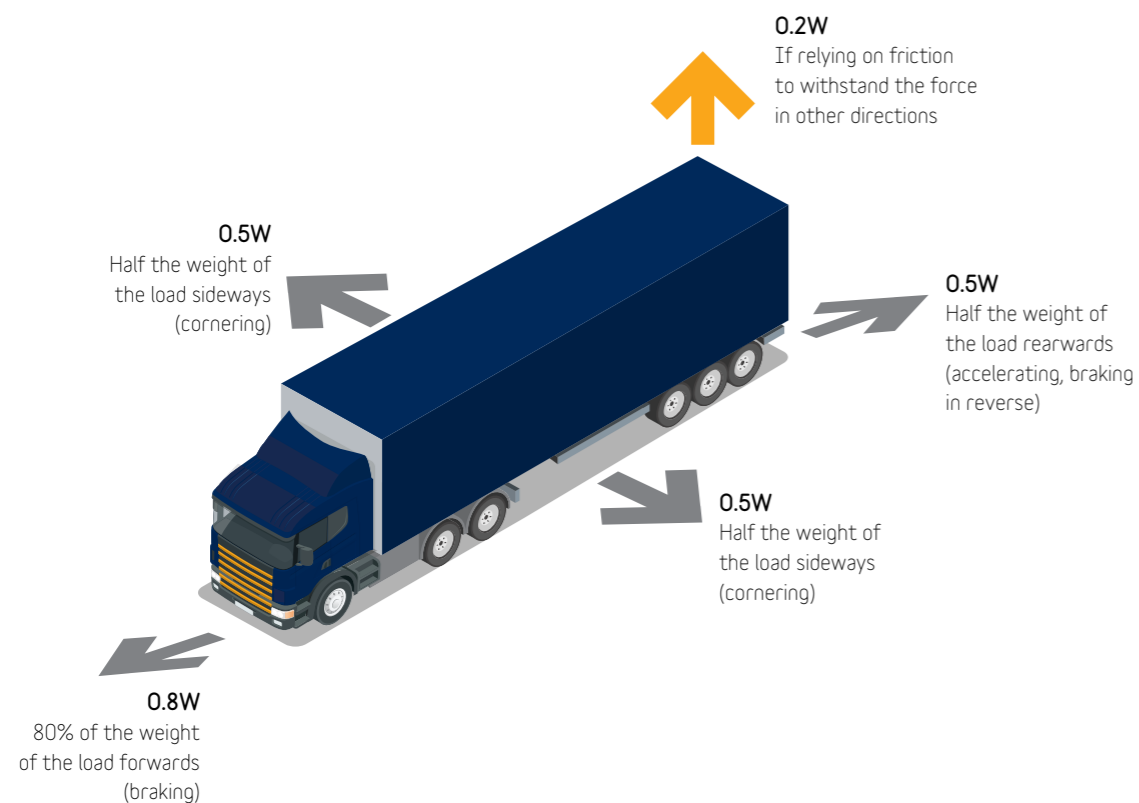 0.2W
If relying on friction
to withstand the force
in other directions
0.5W
Half the weight of
the load sideways
(cornering)
0.5W
Half the weight of
the load rearwards
(accelerating, braking
in reverse)
0.5W
Half the weight of
the load sideways
(cornering)
0.8W
80% of the weight
of the load forwards
(braking)